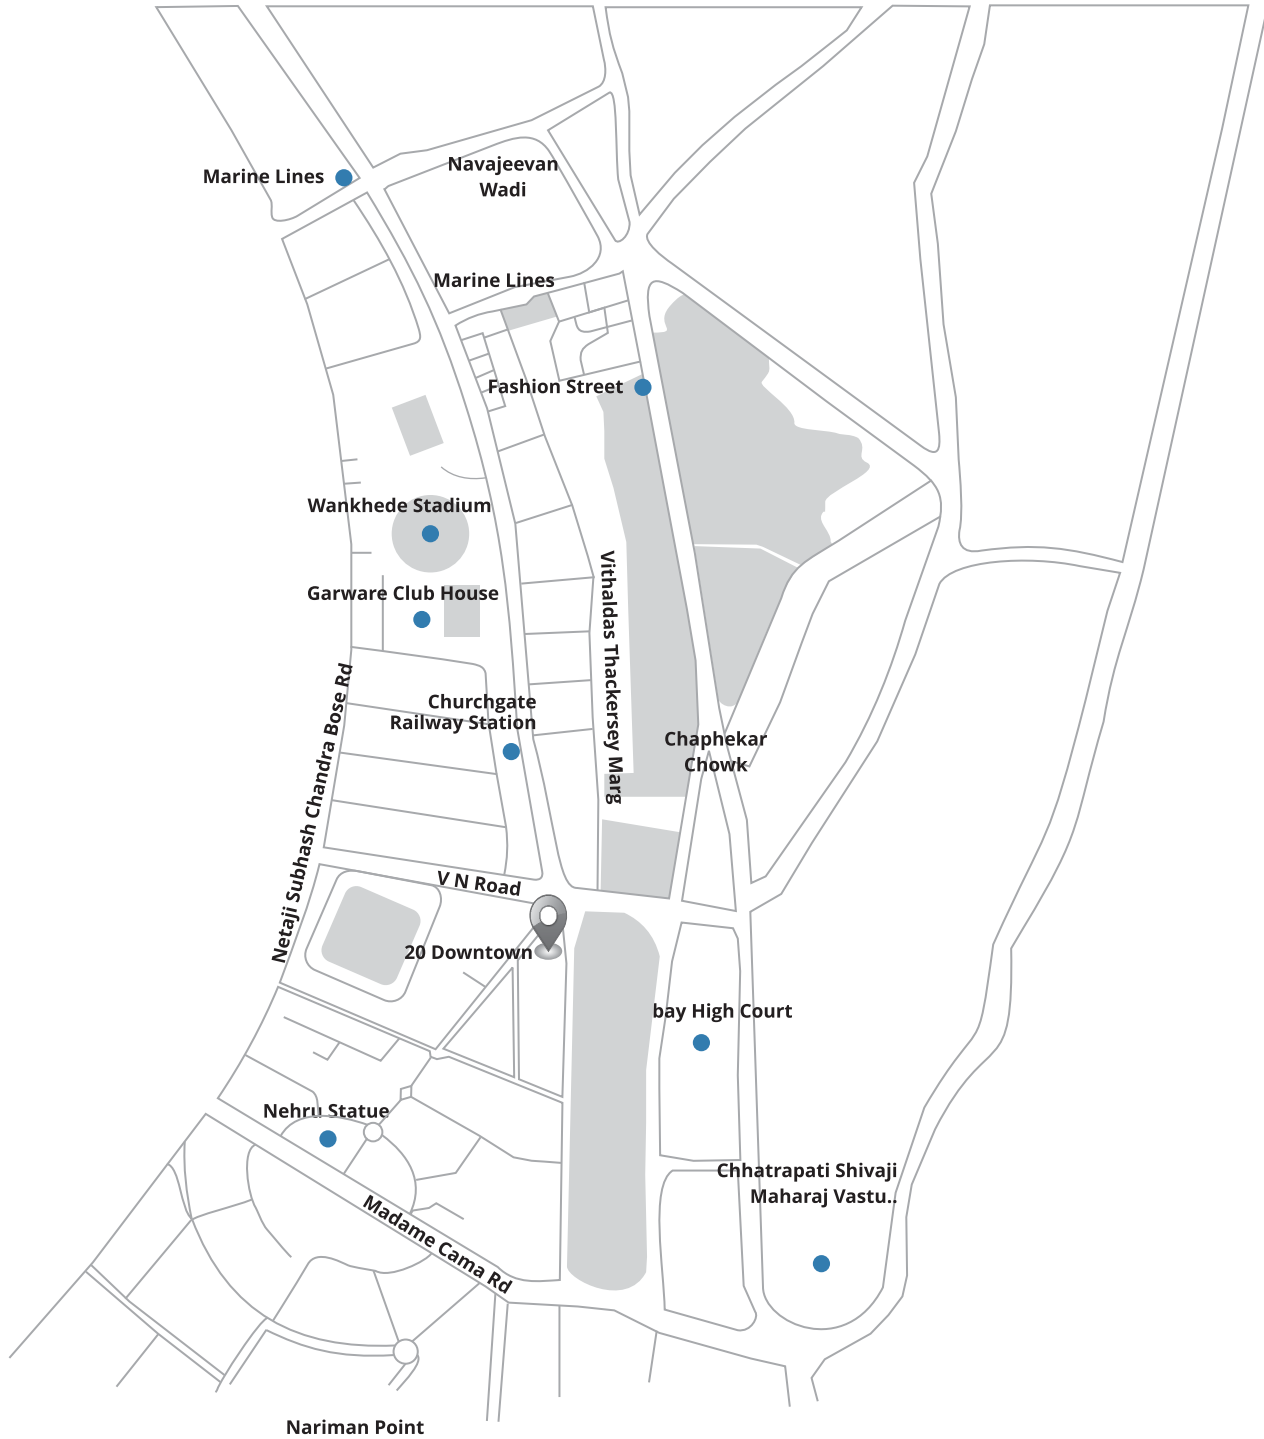 Navajeevan
Wadi
Marine Lines
Marine Lines
Fashion Street
Wankhede Stadium
Garware Club House
Vithaldas Thackersey Marg
Netaji Subhash Chandra Bose Rd
Churchgate
Railway Station
Chaphekar
Chowk
V N Road
20 Downtown
bay High Court
Nehru Statue
Chhatrapati Shivaji
Maharaj Vastu..
Madame Cama Rd
Nariman Point